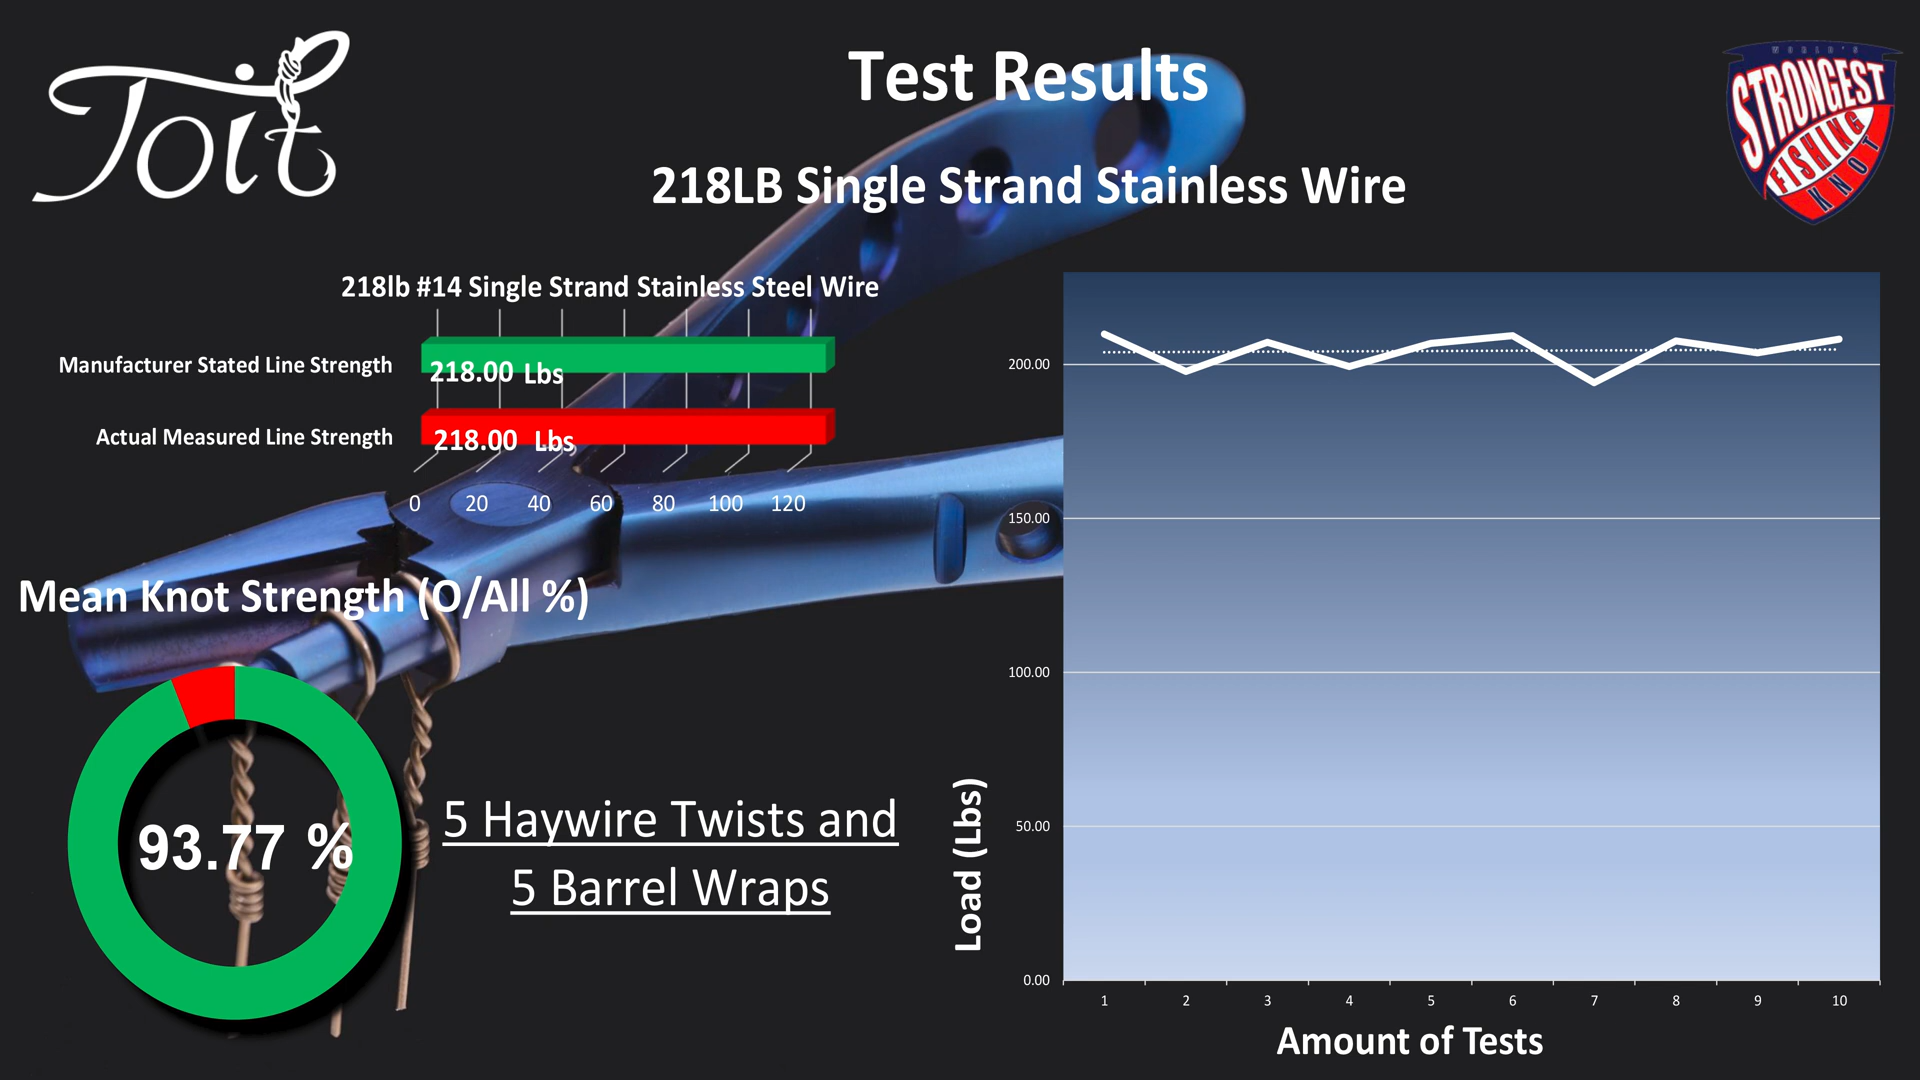 Toit
Test Results
218LB Single Strand Stainless Wire
WORLD'S
STRONGEST
FISHING
KNOT
218lb #14 Single Strand Stainless Steel Wire
Manufacturer Stated Line Strength
218.00 Lbs
Actual Measured Line Strength
218.00 Lbs
0 20 40 60 80 100 120
Mean Knot Strength (O/All %)
93.77 %
5 Haywire Twists and
5 Barrel Wraps
200.00
150.00
100.00
50.00
0.00
Load (Lbs)
1 2 3 4 5 6 7 8 9 10
Amount of Tests